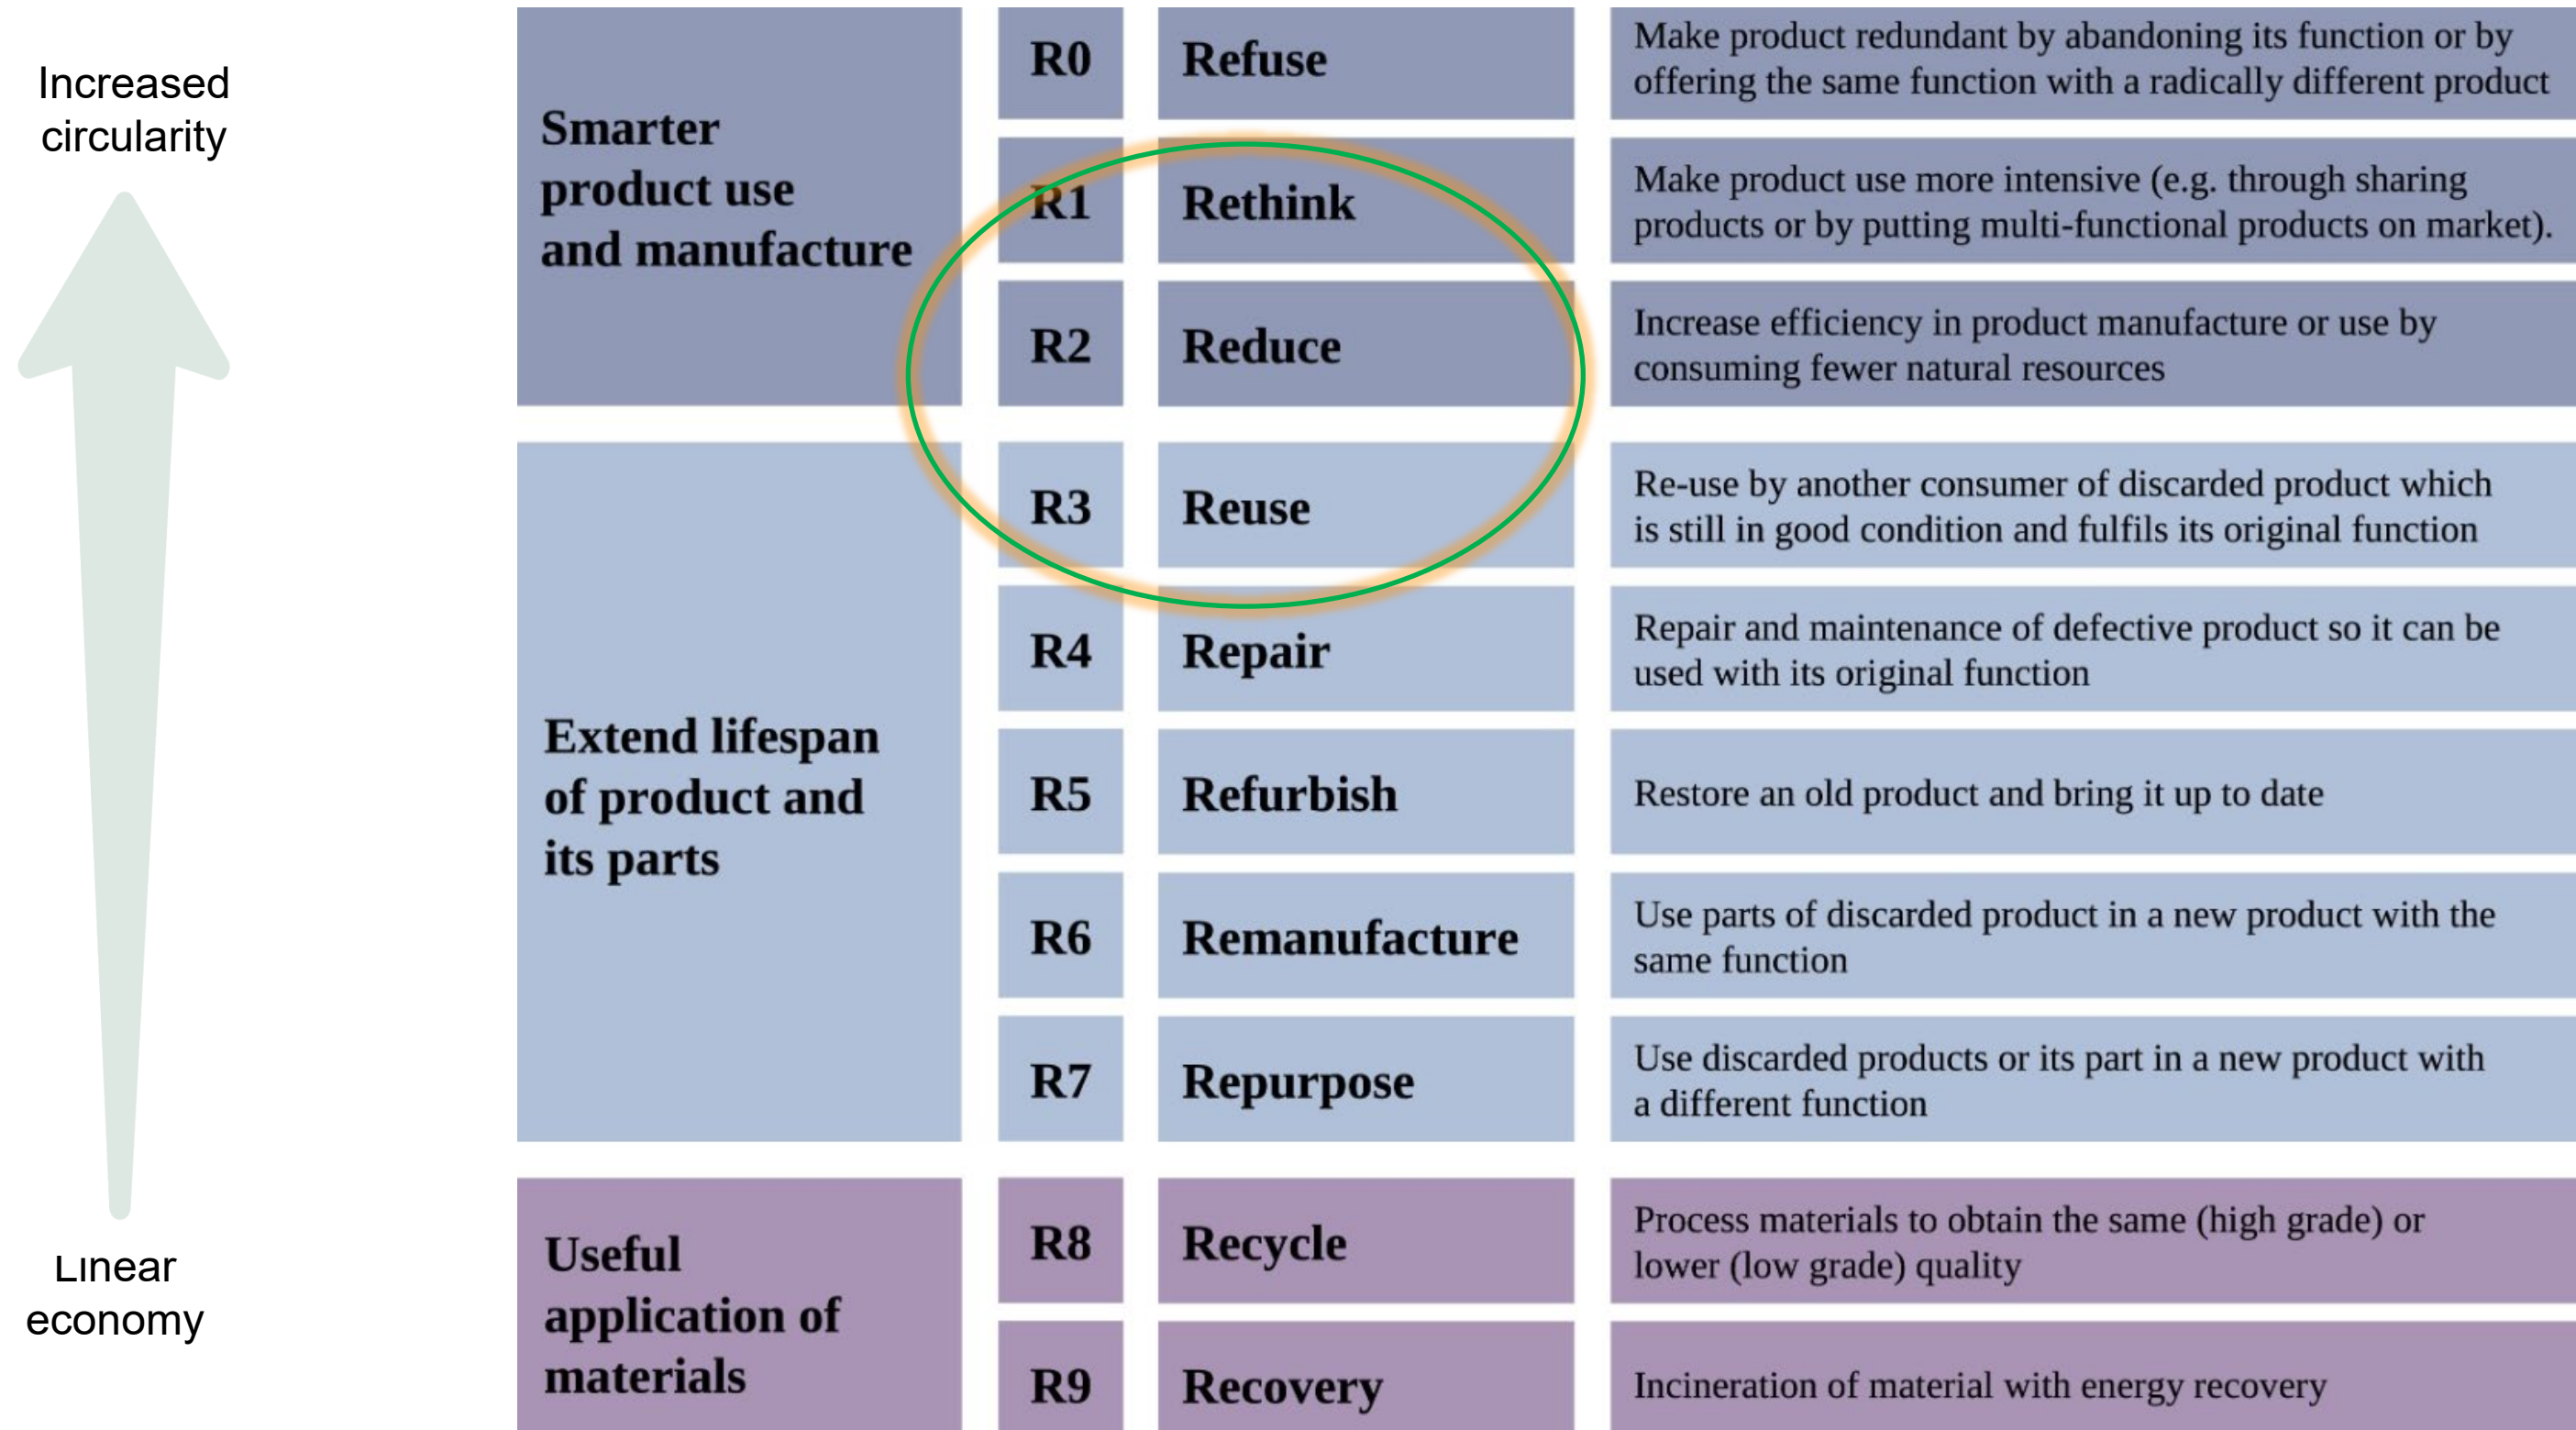 Increased
circularity
Linear
economy
Smarter
product use
and manufacture
R0
Refuse
Make product redundant by abandoning its function or by
offering the same function with a radically different product
R1
Rethink
Make product use more intensive (e.g. through sharing
products or by putting multi-functional products on market).
R2
Reduce
Increase efficiency in product manufacture or use by
consuming fewer natural resources
Extend lifespan
of product and
its parts
R3
Reuse
Re-use by another consumer of discarded product which
is still in good condition and fulfils its original function
R4
Repair
Repair and maintenance of defective product so it can be
used with its original function
R5
Refurbish
Restore an old product and bring it up to date
R6
Remanufacture
Use parts of discarded product in a new product with the
same function
R7
Repurpose
Use discarded products or its part in a new product with
a different function
Useful
application of
materials
R8
Recycle
Process materials to obtain the same (high grade) or
lower (low grade) quality
R9
Recovery
Incineration of material with energy recovery